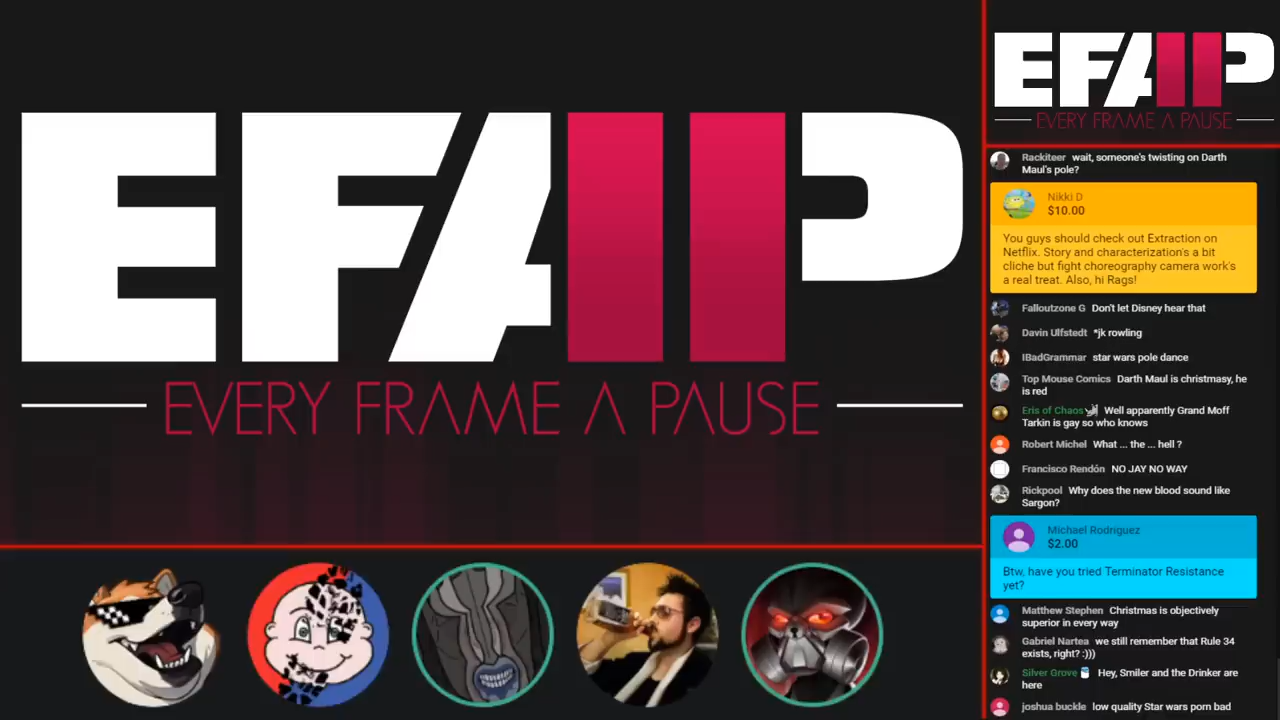 EFAP
EVERY FRAME A PAUSE
EFAP
EVERY FRAME A PAUSE
Rackiteer wait, someone's twisting on Darth
Maul's pole?
Nikki D
$10.00
You guys should check out Extraction on
Netflix. Story and characterization's a bit
cliche but fight choreography camera work's
a real treat. Also, hi Rags!
Falloutzone G Don't let Disney hear that
Davin Ulfstedt *jk rowling
IBadGrammar star wars pole dance
Top Mouse Comics Darth Maul is christmasy, he
is red
Eris of Chaos Well apparently Grand Moff
Tarkin is gay so who knows
Robert Michel What ... the ... hell ?
Francisco Rendón NO JAY NO WAY
Rickpool Why does the new blood sound like
Sargon?
Michael Rodriguez
$2.00
Btw, have you tried Terminator Resistance
yet?
Matthew Stephen Christmas is objectively
superior in every way
Gabriel Nartea we still remember that Rule 34
exists, right? :)))
Silver Grove Hey, Smiler and the Drinker are
here
joshua buckle low quality Star wars porn bad